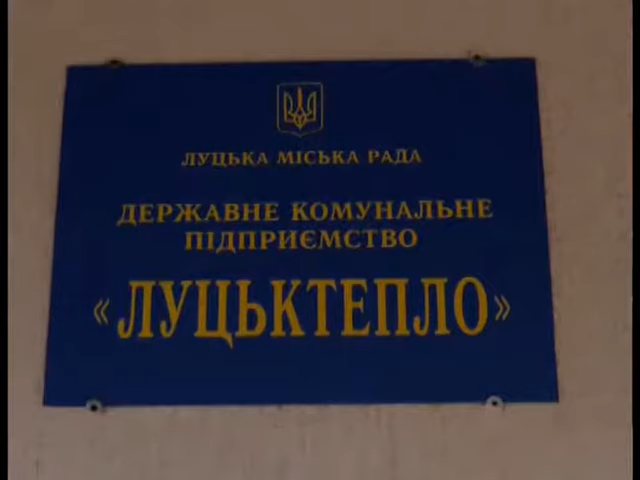 ЛУЦЬКА МІСЬКА РАДА
ДЕРЖАВНЕ КОМУНАЛЬНЕ
ПІДПРИЄМСТВО
«ЛУЦЬКТЕПЛО»